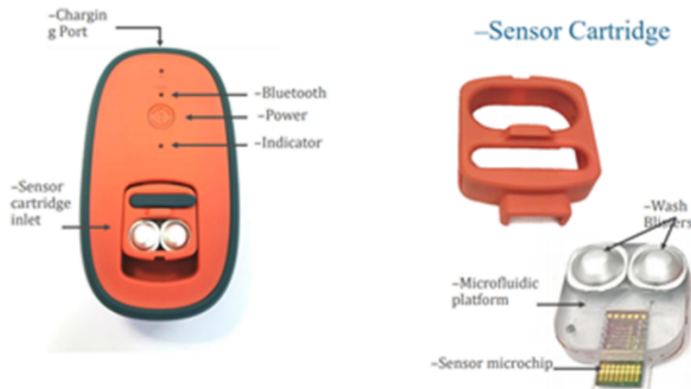 –Chargin
g Port
–Bluetooth
–Power
–Indicator
–Sensor
cartridge
inlet
–Sensor Cartridge
–Wash
Blisters
–Microfluidic
platform
–Sensor microchip